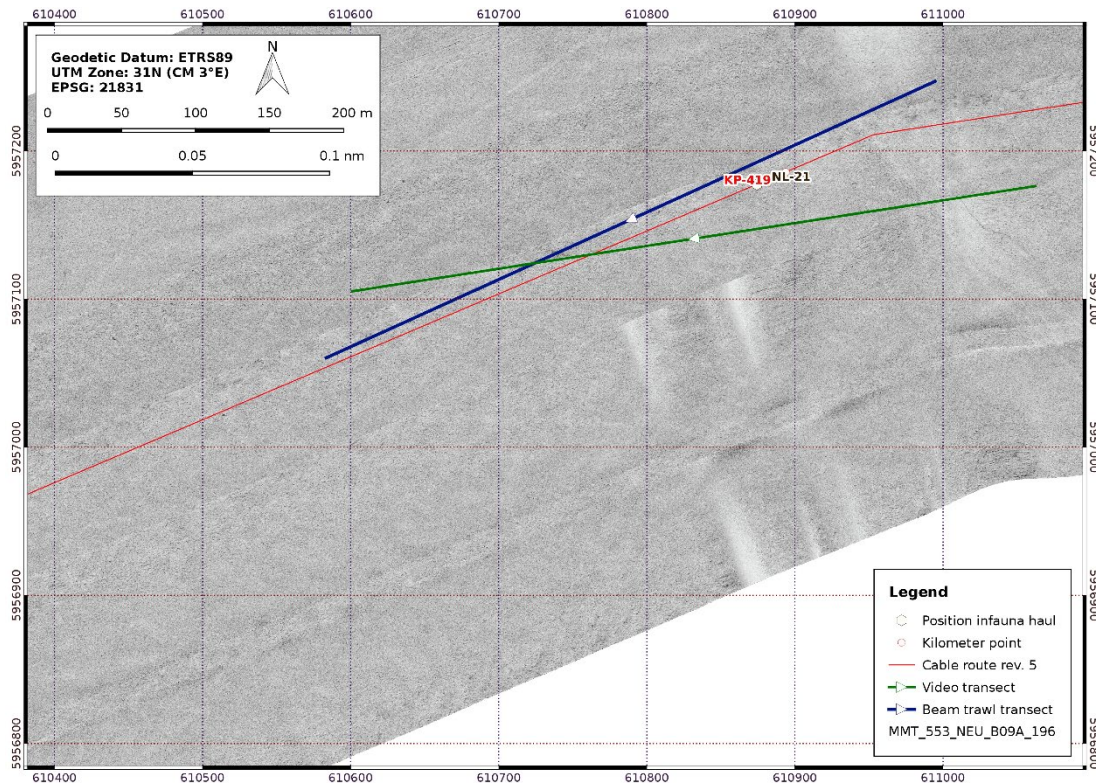 610400 610500 610600 610700 610800 610900 611000
Geodetic Datum: ETRS89
UTM Zone: 31N (CM 3°E)
EPSG: 21831
N
0 50 100 150 200 m
0 0.05 0.1 nm
5957200
5957100
5957000
5956900
5956800
5957200
5957100
5957000
5956900
5956800
KP-419
NL-21
Legend
Position infauna haul
Kilometer point
Cable route rev. 5
Video transect
Beam trawl transect
MMT_553_NEU_B09A_196
610400 610500 610600 610700 610800 610900 611000